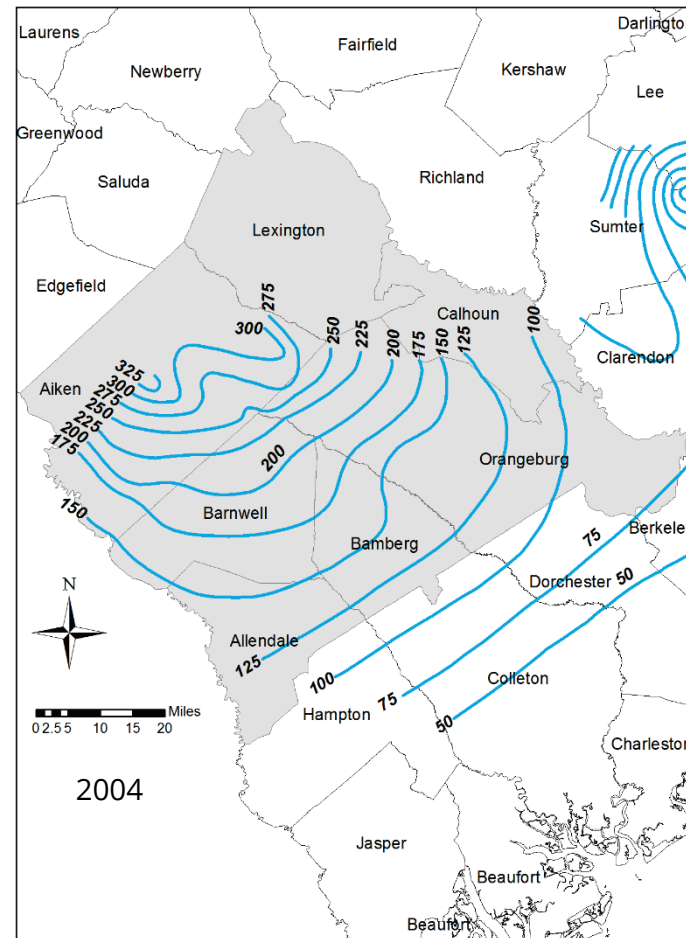 Laurens
Darlingto
Fairfield
Newberry
Kershaw
Lee
Greenwood
Saluda
Richland
Lexington
Sumter
Edgefield
275
300
Calhoun
100
250
225
200
175
150
125
Clarendon
325
300
275
250
225
200
175
Aiken
200
Orangeburg
150
Barnwell
Bamberg
75
Berkele
50
Dorchester
N
Allendale
125
100
75
50
Colleton
Hampton
Miles
0 2.5 5 10 15 20
Charleston
2004
Jasper
Beaufort
Beaufort